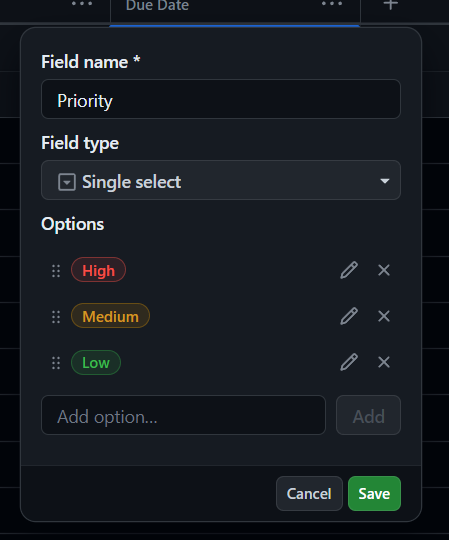 Due Date
Field name *
Priority
Field type
Single select
Options
High
Medium
Low
Add option...
Add
Cancel
Save